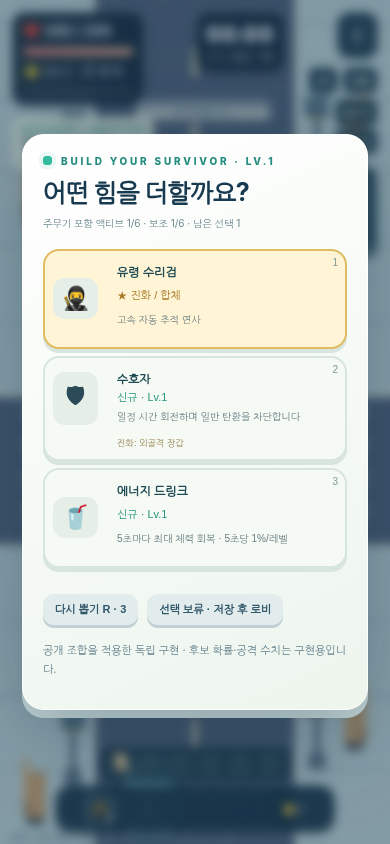 BUILD YOUR SURVIVOR · LV.1
어떤 힘을 더할까요?
주무기 포함 액티브 1/6 · 보조 1/6 · 남은 선택 1
1
유령 수리검
★ 진화 / 합체
고속 자동 추적 연사
2
수호자
신규 · Lv.1
일정 시간 회전하며 일반 탄환을 차단합니다
진화: 외골격 장갑
3
에너지 드링크
신규 · Lv.1
5초마다 최대 체력 회복 · 5초당 1%/레벨
다시 뽑기 R · 3
선택 보류 · 저장 후 로비
공개 조합을 적용한 독립 구현 · 후보 확률·공격 수치는 구현용입니
다.